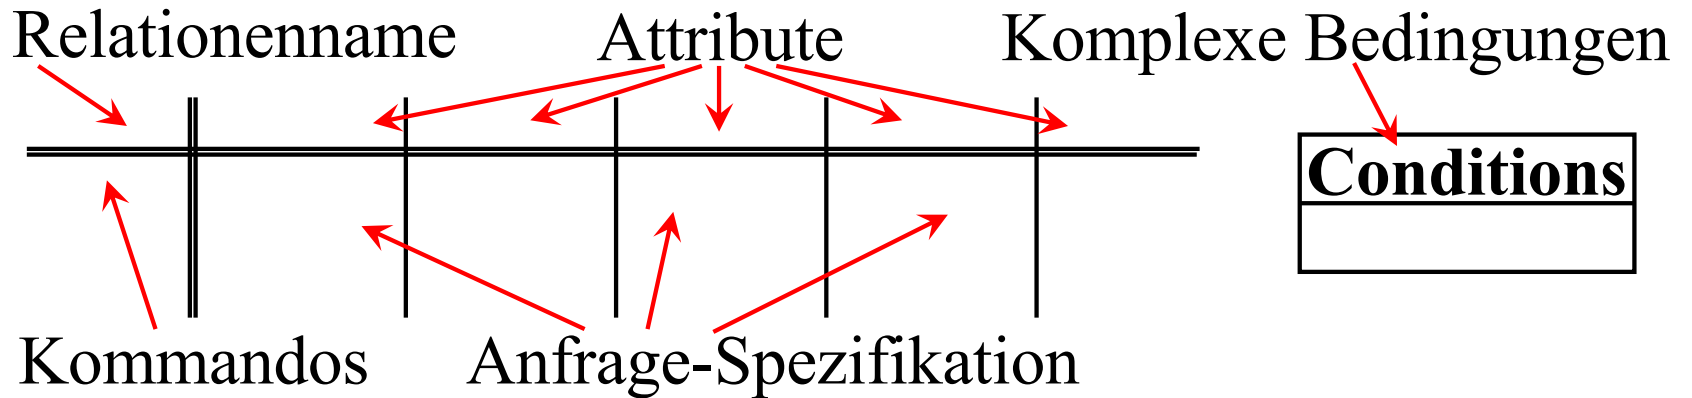 Relationenname Attribute Komplexe Bedingungen
Conditions
Kommandos Anfrage-Spezifikation